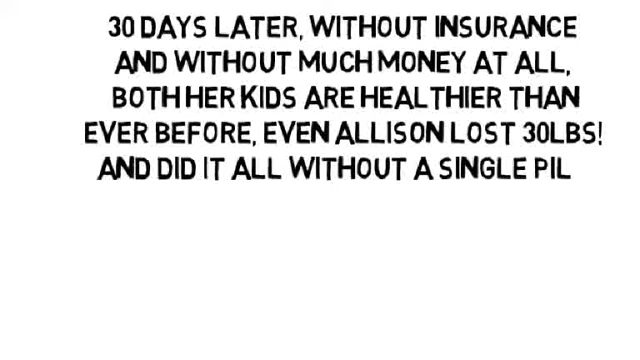 30 DAYS LATER, WITHOUT INSURANCE
AND WITHOUT MUCH MONEY AT ALL,
BOTH HER KIDS ARE HEALTHIER THAN
EVER BEFORE, EVEN ALLISON LOST 30LBS!
AND DID IT ALL WITHOUT A SINGLE PIL